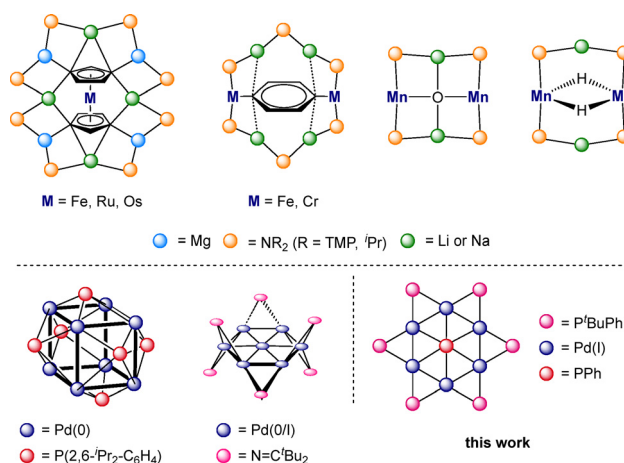 M
M M
Mn O Mn
Mn H H M
M = Fe, Ru, Os
M = Fe, Cr
= Mg = NR₂ (R = TMP, ⁱPr) = Li or Na
= PᵗBuPh
= Pd(I)
= PPh
= Pd(0)
= P(2,6-ⁱPr₂-C₆H₄)
= Pd(0/I)
= N=CᵗBu₂
this work